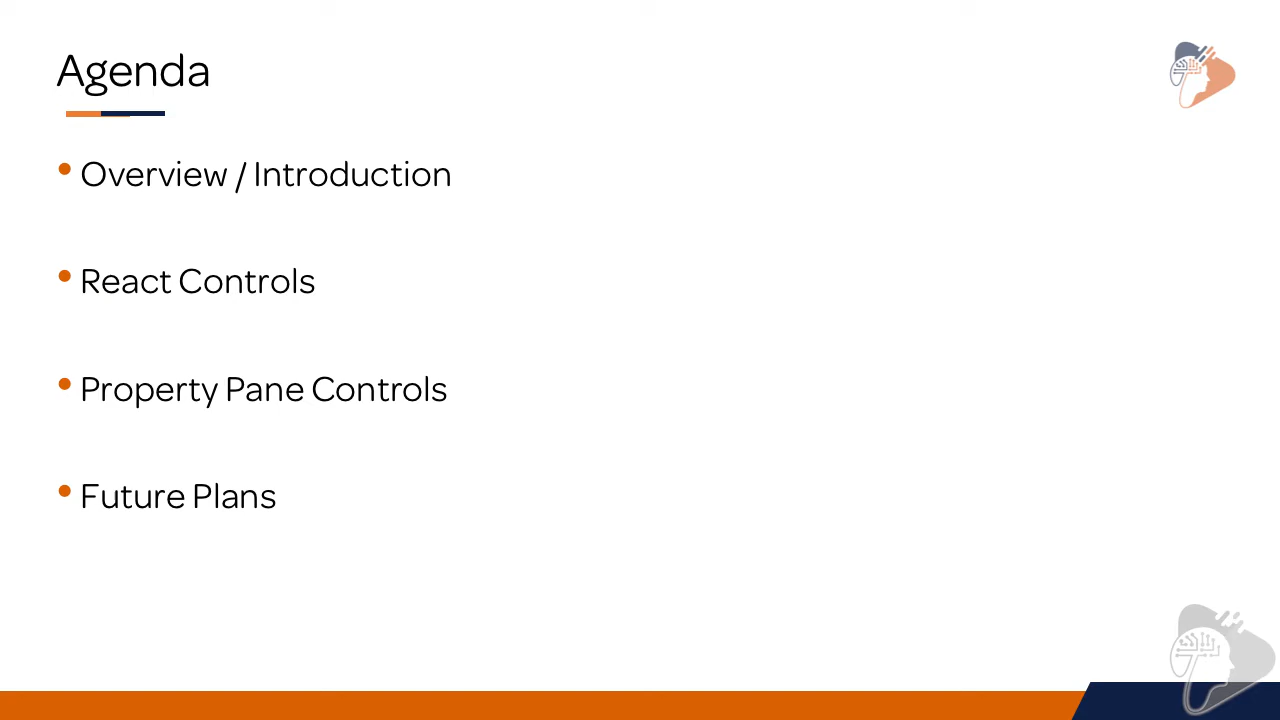 Agenda
• Overview / Introduction
• React Controls
• Property Pane Controls
• Future Plans